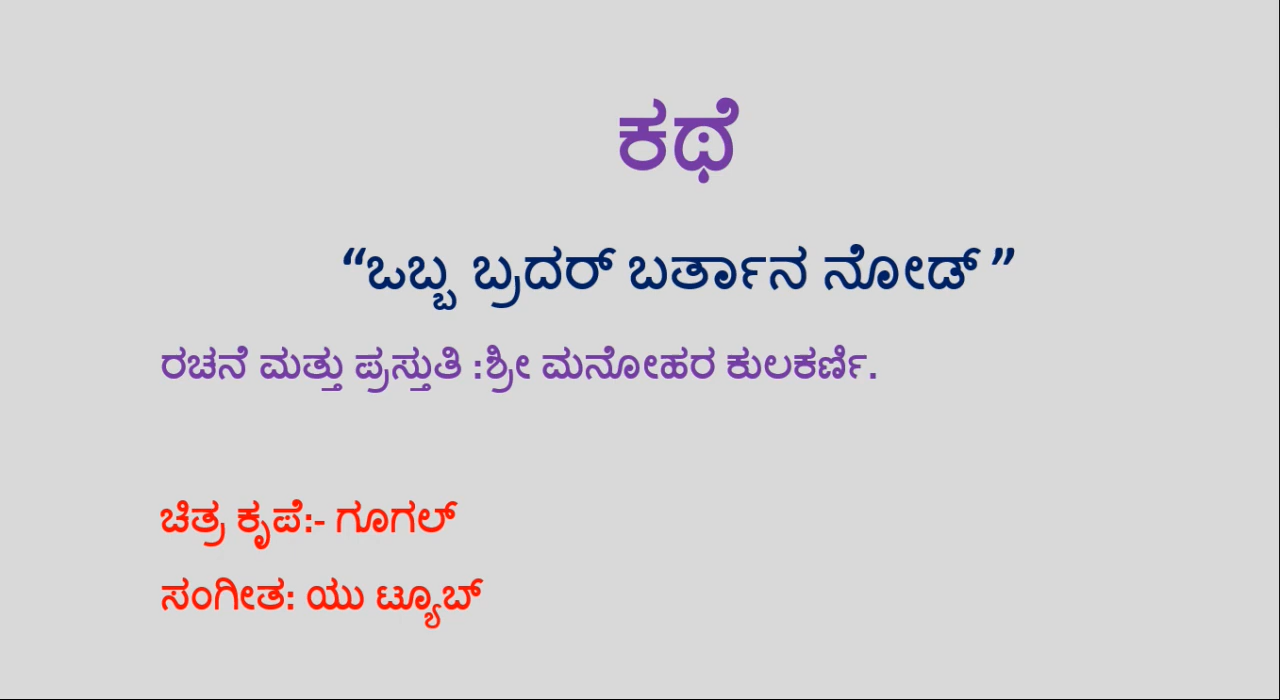 ಕಥೆ
“ಒಬ್ಬ ಬ್ರದರ್ ಬರ್ತಾನ ನೋಡ್ ”
ರಚನೆ ಮತ್ತು ಪ್ರಸ್ತುತಿ :ಶ್ರೀ ಮನೋಹರ ಕುಲಕರ್ಣಿ.
ಚಿತ್ರ ಕೃಪೆ:- ಗೂಗಲ್
ಸಂಗೀತ: ಯು ಟ್ಯೂಬ್